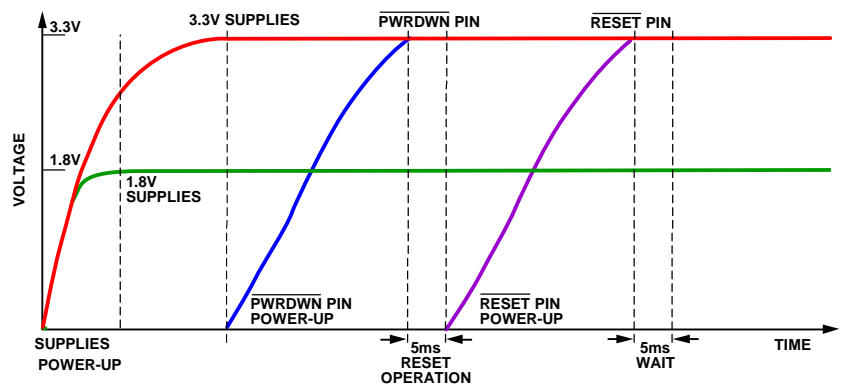 3.3V
3.3V SUPPLIES
PWRDWN PIN
RESET PIN
VOLTAGE
1.8V
1.8V
SUPPLIES
PWRDWN PIN
POWER-UP
RESET PIN
POWER-UP
SUPPLIES
POWER-UP
5ms
RESET
OPERATION
5ms
WAIT
TIME